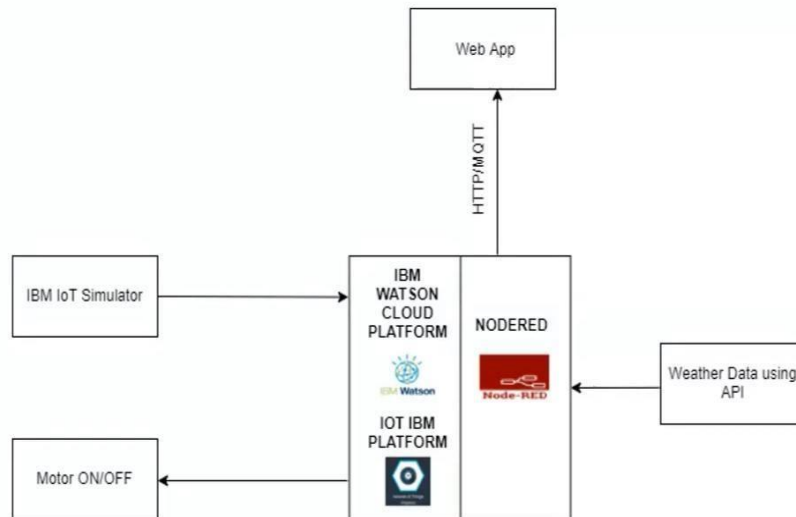 Web App
HTTP/MQTT
IBM IoT Simulator
IBM
WATSON
CLOUD
PLATFORM
IBM Watson
IOT IBM
PLATFORM
NODERED
Node-RED
Weather Data using
API
Motor ON/OFF